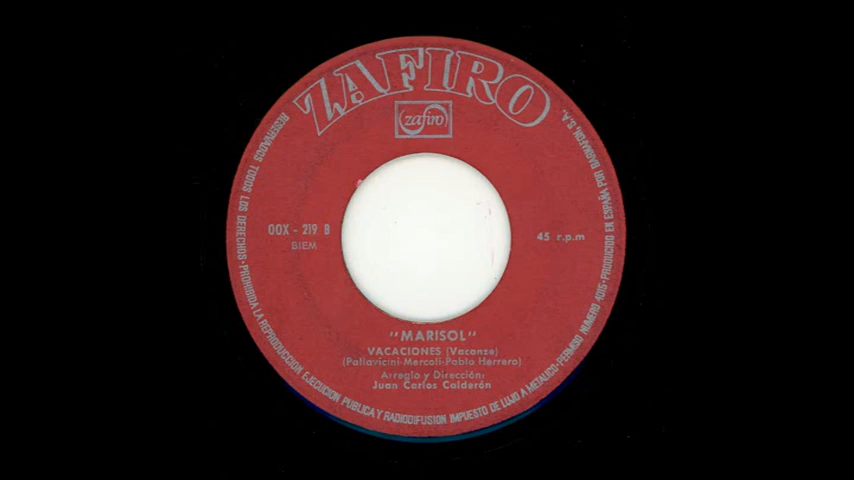 ZAFIRO
zafiro
OOX - 219 B
BIEM
45 r.p.m
"MARISOL"
VACACIONES (Vacanze)
(Pallavicini-Mercoli-Pablo Herrero)
Arreglo y Dirección:
Juan Carlos Calderón
RESERVADOS TODOS LOS DERECHOS·PROHIBIDA LA REPRODUCCION EJECUCION PUBLICA Y RADIODIFUSION IMPUESTO DE LUJO A METALICO·PERMISO NUMERO 4015·PRODUCIDO EN ESPAÑA POR BARNAFON, S.A.